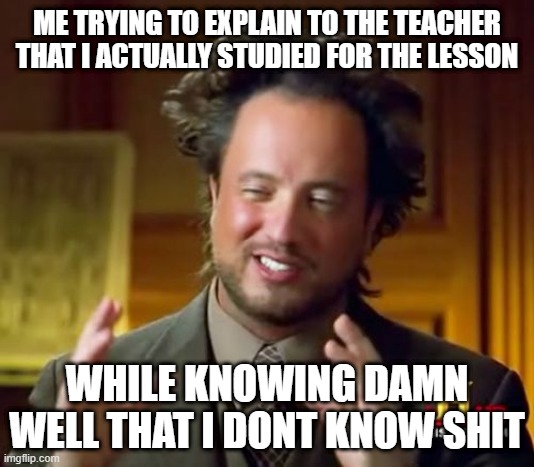 ME TRYING TO EXPLAIN TO THE TEACHER
THAT I ACTUALLY STUDIED FOR THE LESSON
WHILE KNOWING DAMN
WELL THAT I DONT KNOW SHIT
imgflip.com